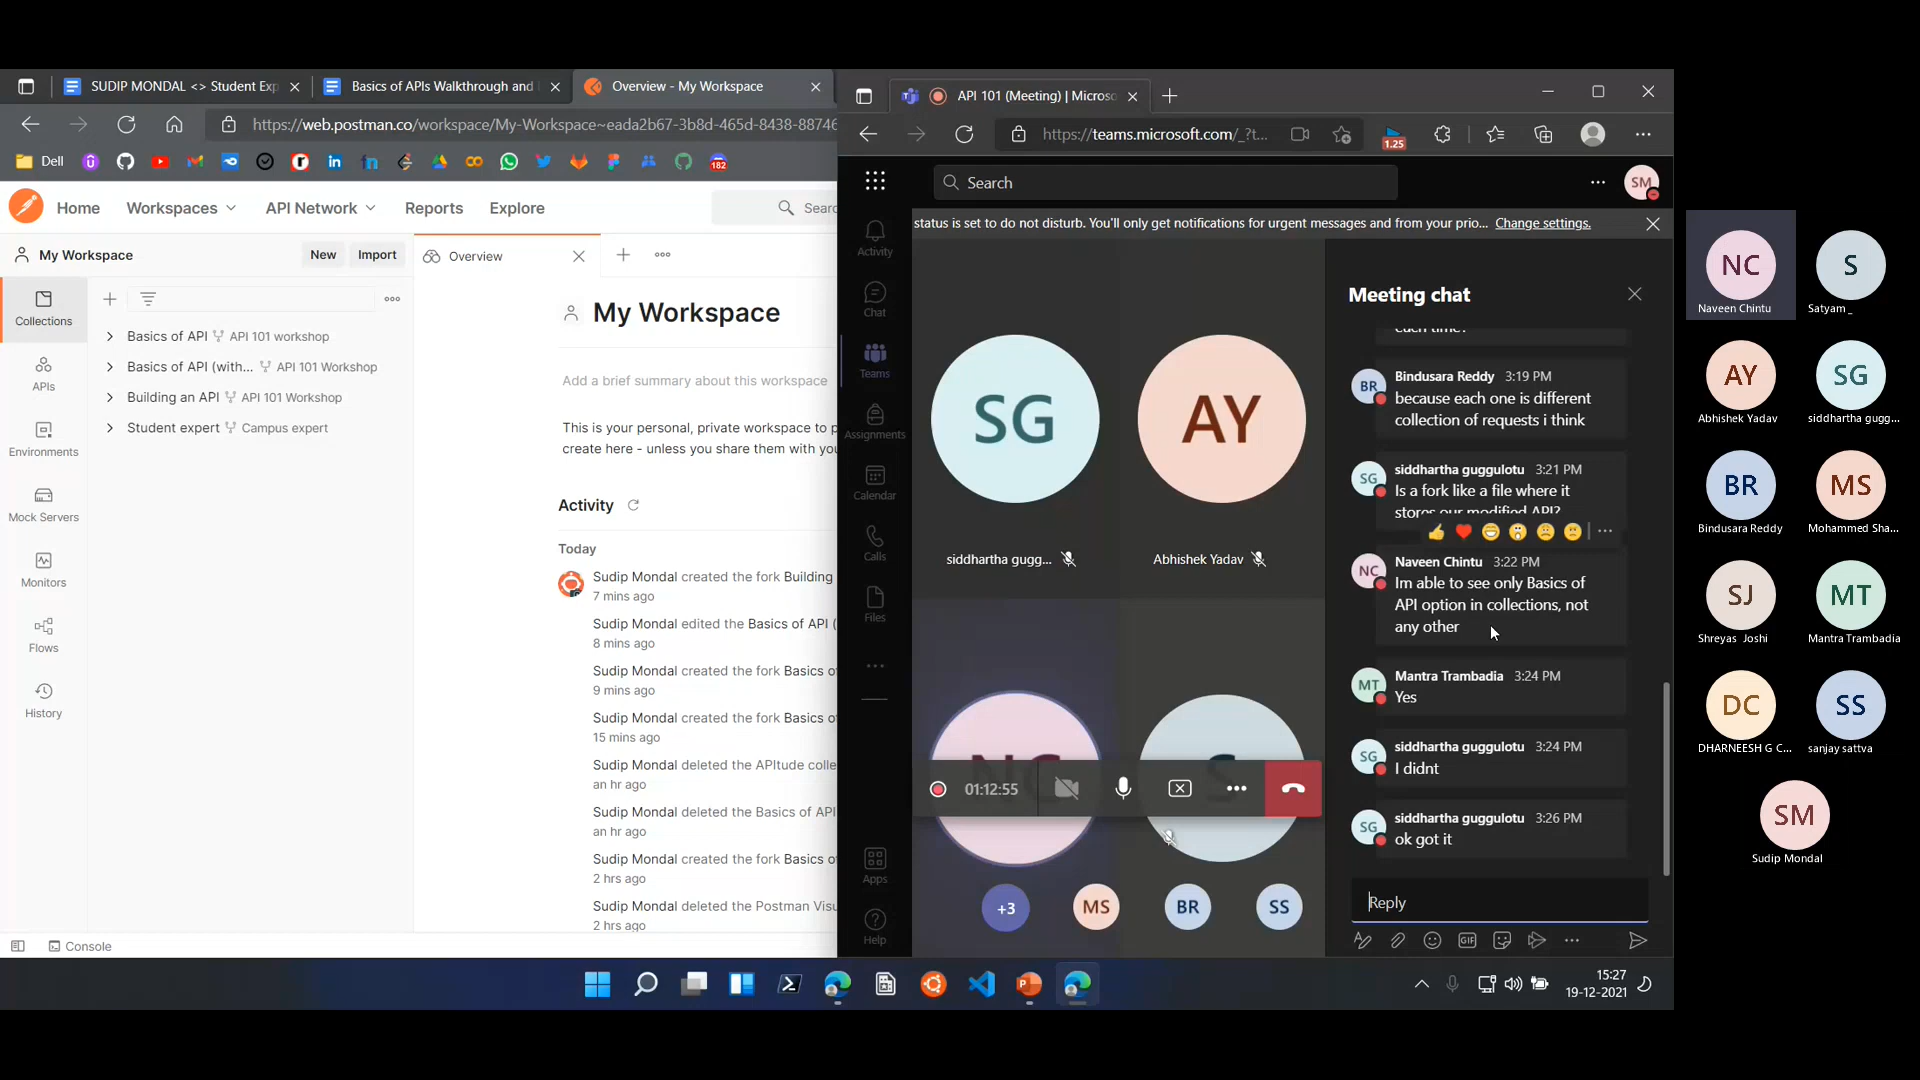 SUDIP MONDAL <> Student Exp
Basics of APIs Walkthrough and
Overview - My Workspace
https://web.postman.co/workspace/My-Workspace~eada2b67-3b8d-465d-8438-88746
Dell
182
Home
Workspaces
API Network
Reports
Explore
My Workspace
New
Import
Overview
Collections
APIs
Environments
Mock Servers
Monitors
Flows
History
Basics of API
API 101 workshop
Basics of API (with...
API 101 Workshop
Building an API
API 101 Workshop
Student expert
Campus expert
My Workspace
Add a brief summary about this workspace
This is your personal, private workspace to p
create here - unless you share them with you
Activity
Today
Sudip Mondal created the fork Building
7 mins ago
Sudip Mondal edited the Basics of API (
8 mins ago
Sudip Mondal created the fork Basics o
9 mins ago
Sudip Mondal created the fork Basics o
15 mins ago
Sudip Mondal deleted the APItude colle
an hr ago
Sudip Mondal deleted the Basics of API
an hr ago
Sudip Mondal created the fork Basics o
2 hrs ago
Sudip Mondal deleted the Postman Visu
2 hrs ago
Console
API 101 (Meeting) | Microso
https://teams.microsoft.com/_?t...
1.25
Search
SM
status is set to do not disturb. You'll only get notifications for urgent messages and from your prio...
Change settings.
Activity
Chat
Teams
Assignments
Calendar
Calls
Files
Apps
Help
SG
siddhartha gugg...
AY
Abhishek Yadav
NC
S
01:12:55
+3
MS
BR
SS
Meeting chat
each time?
BR
Bindusara Reddy 3:19 PM
because each one is different
collection of requests i think
SG
siddhartha guggulotu 3:21 PM
Is a fork like a file where it
stores our modified API?
NC
Naveen Chintu 3:22 PM
Im able to see only Basics of
API option in collections, not
any other
MT
Mantra Trambadia 3:24 PM
Yes
SG
siddhartha guggulotu 3:24 PM
I didnt
SG
siddhartha guggulotu 3:26 PM
ok got it
Reply
GIF
15:27
19-12-2021
NC
Naveen Chintu
S
Satyam _
AY
Abhishek Yadav
SG
siddhartha gugg...
BR
Bindusara Reddy
MS
Mohammed Sha...
SJ
Shreyas Joshi
MT
Mantra Trambadia
DC
DHARNEESH G C...
SS
sanjay sattva
SM
Sudip Mondal